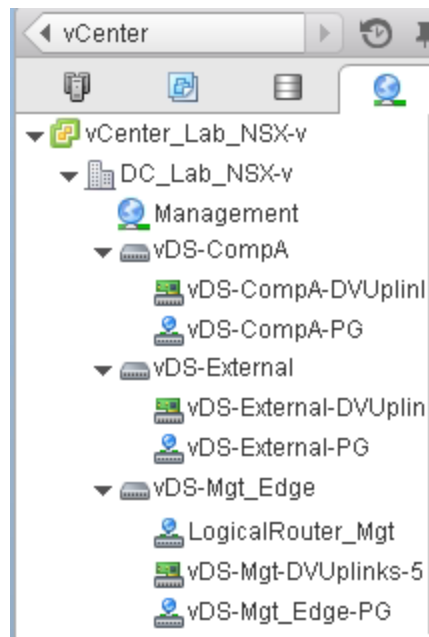 vCenter
vCenter_Lab_NSX-v
DC_Lab_NSX-v
Management
vDS-CompA
vDS-CompA-DVUplinl
vDS-CompA-PG
vDS-External
vDS-External-DVUplin
vDS-External-PG
vDS-Mgt_Edge
LogicalRouter_Mgt
vDS-Mgt-DVUplinks-5
vDS-Mgt_Edge-PG